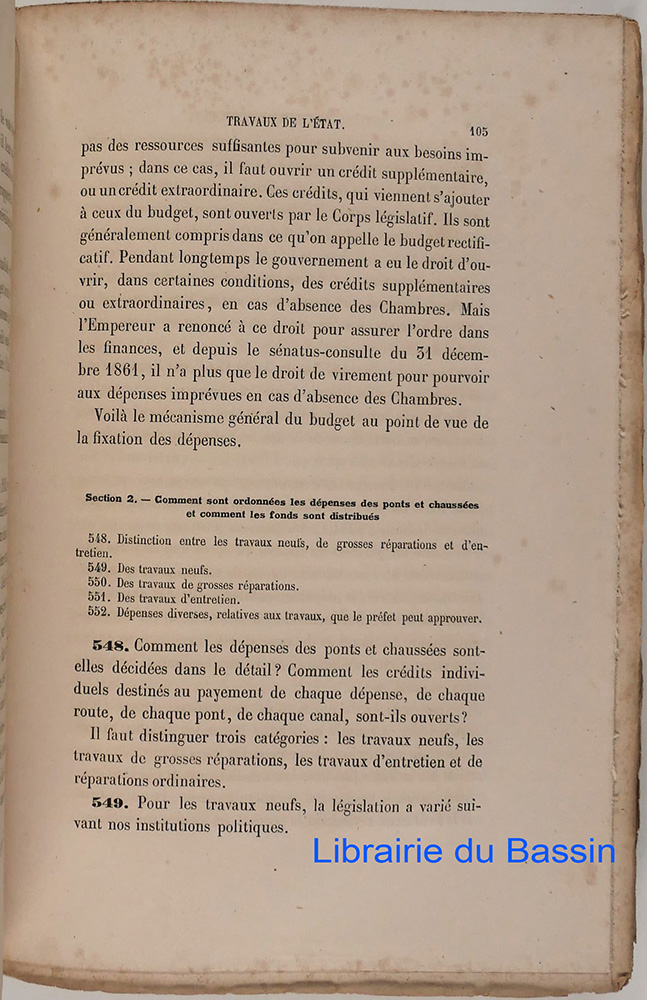 TRAVAUX DE L'ÉTAT. 105
pas des ressources suffisantes pour subvenir aux besoins im-
prévus ; dans ce cas, il faut ouvrir un crédit supplémentaire,
ou un crédit extraordinaire. Ces crédits, qui viennent s'ajouter
à ceux du budget, sont ouverts par le Corps législatif. Ils sont
généralement compris dans ce qu'on appelle le budget rectifi-
catif. Pendant longtemps le gouvernement a eu le droit d'ou-
vrir, dans certaines conditions, des crédits supplémentaires
ou extraordinaires, en cas d'absence des Chambres. Mais
l'Empereur a renoncé à ce droit pour assurer l'ordre dans
les finances, et depuis le sénatus-consulte du 31 décem-
bre 1861, il n'a plus que le droit de virement pour pourvoir
aux dépenses imprévues en cas d'absence des Chambres.
Voilà le mécanisme général du budget au point de vue de
la fixation des dépenses.
Section 2. — Comment sont ordonnées les dépenses des ponts et chaussées
et comment les fonds sont distribués
548. Distinction entre les travaux neufs, de grosses réparations et d'en-
tretien.
549. Des travaux neufs.
550. Des travaux de grosses réparations.
551. Des travaux d'entretien.
552. Dépenses diverses, relatives aux travaux, que le préfet peut approuver.
548. Comment les dépenses des ponts et chaussées sont-
elles décidées dans le détail ? Comment les crédits indivi-
duels destinés au payement de chaque dépense, de chaque
route, de chaque pont, de chaque canal, sont-ils ouverts ?
Il faut distinguer trois catégories : les travaux neufs, les
travaux de grosses réparations, les travaux d'entretien et de
réparations ordinaires.
549. Pour les travaux neufs, la législation a varié sui-
vant nos institutions politiques.
Librairie du Bassin